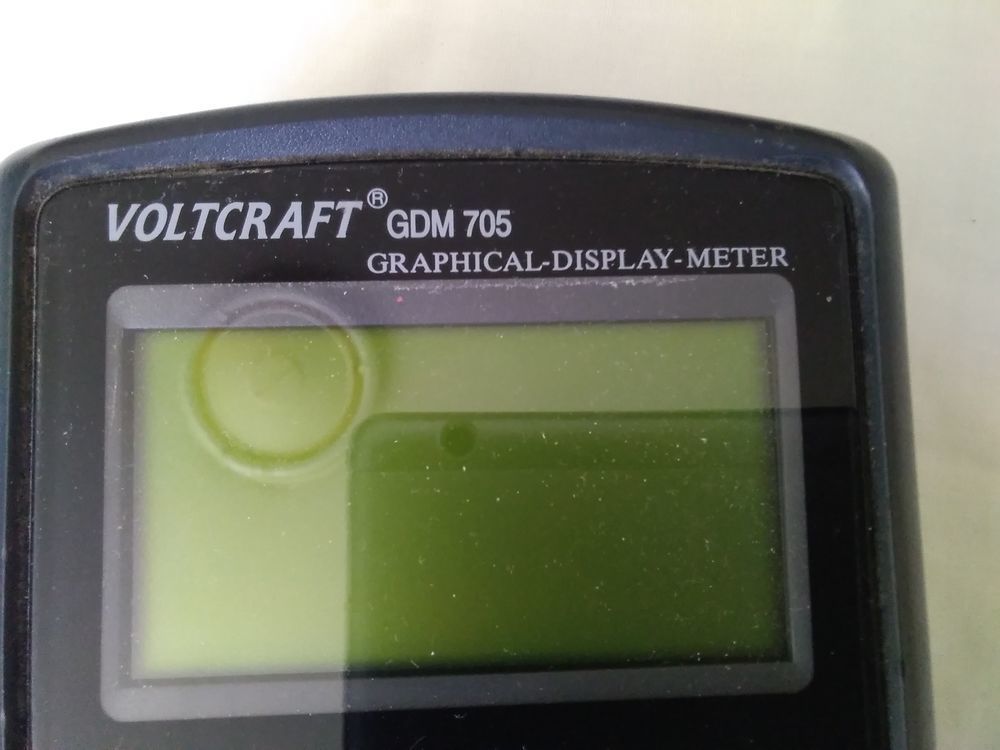 VOLTCRAFT® GDM 705
GRAPHICAL-DISPLAY-METER